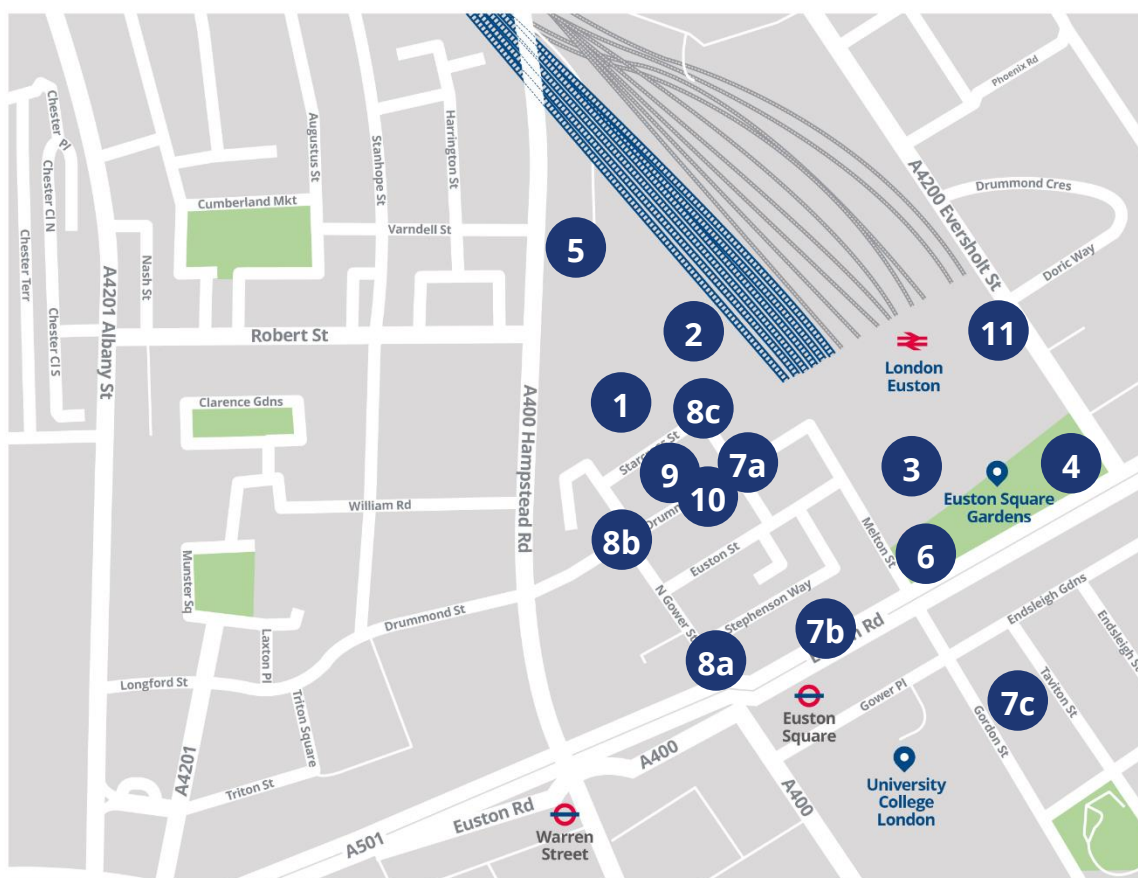 Phoenix Rd
Chester Pl
Augustus St
Harrington St
Stanhope St
A4200 Eversholt St
Drummond Cres
Chester Cl N
Cumberland Mkt
Chester Terr
Varndell St
5
Nash St
Doric Way
A4201 Albany St
Robert St
2
11
London
Euston
Chester Cl S
A400 Hampstead Rd
Clarence Gdns
1
8c
St
9
7a
3
4
10
Euston Square
Gardens
William Rd
8b
Melton St
Euston St
6
Munster Sq
N Gower St
Stephenson Way
Endsleigh Gdns
Drummond St
7b
Rd
Endsleigh St
Laxton Pl
8a
Longford St
Taviton St
Triton Square
Gower Pl
7c
Euston
Square
Gordon St
A4201
A400
University
College
London
Triton St
A400
Euston Rd
A501
Warren
Street